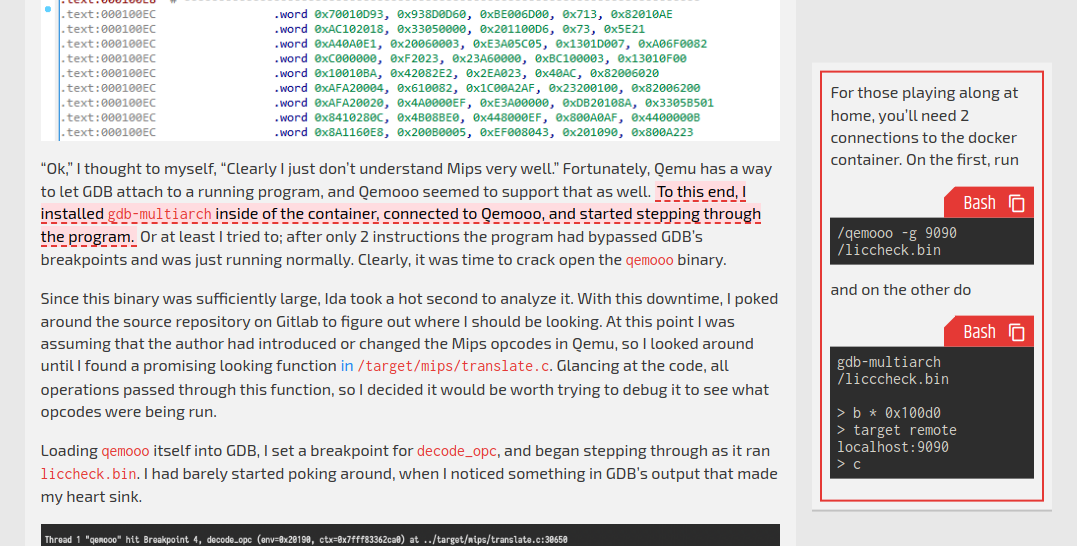 .text:000100EC .word 0x70010D93, 0x938D0D60, 0xBE006D00, 0x713, 0x82010AE
.text:000100EC .word 0xAC102018, 0x33050000, 0x201100D6, 0x73, 0x5E21
.text:000100EC .word 0xA40A0E1, 0x20060003, 0xE3A05C05, 0x1301D007, 0xA06F0082
.text:000100EC .word 0xC000000, 0xF2023, 0x23A60000, 0xBC100003, 0x13010F00
.text:000100EC .word 0x10010BA, 0x42082E2, 0x2EA023, 0x40AC, 0x82006020
.text:000100EC .word 0xAFA20004, 0x610082, 0x1C00A2AF, 0x23200100, 0x82006200
.text:000100EC .word 0xAFA20020, 0x4A0000EF, 0xE3A00000, 0xDB20108A, 0x3305B501
.text:000100EC .word 0x8410280C, 0x4B08BE0, 0x448000EF, 0x800A0AF, 0x4400000B
.text:000100EC .word 0x8A1160E8, 0x200B0005, 0xEF008043, 0x201090, 0x800A223
“Ok,” I thought to myself, “Clearly I just don’t understand Mips very well.” Fortunately, Qemu has a way
to let GDB attach to a running program, and Qemooo seemed to support that as well. To this end, I
installed gdb-multiarch inside of the container, connected to Qemooo, and started stepping through
the program. Or at least I tried to; after only 2 instructions the program had bypassed GDB’s
breakpoints and was just running normally. Clearly, it was time to crack open the qemooo binary.
Since this binary was sufficiently large, Ida took a hot second to analyze it. With this downtime, I poked
around the source repository on Gitlab to figure out where I should be looking. At this point I was
assuming that the author had introduced or changed the Mips opcodes in Qemu, so I looked around
until I found a promising looking function in /target/mips/translate.c. Glancing at the code, all
operations passed through this function, so I decided it would be worth trying to debug it to see what
opcodes were being run.
Loading qemooo itself into GDB, I set a breakpoint for decode_opc, and began stepping through as it ran
liccheck.bin. I had barely started poking around, when I noticed something in GDB’s output that made
my heart sink.
Thread 1 "qemooo" hit Breakpoint 4, decode_opc (env=0x20190, ctx=0x7fff83362ca0) at ../target/mips/translate.c:30650
For those playing along at
home, you’ll need 2
connections to the docker
container. On the first, run
Bash
/qemooo -g 9090
/liccheck.bin
and on the other do
Bash
gdb-multiarch
/licccheck.bin
> b * 0x100d0
> target remote
localhost:9090
> c